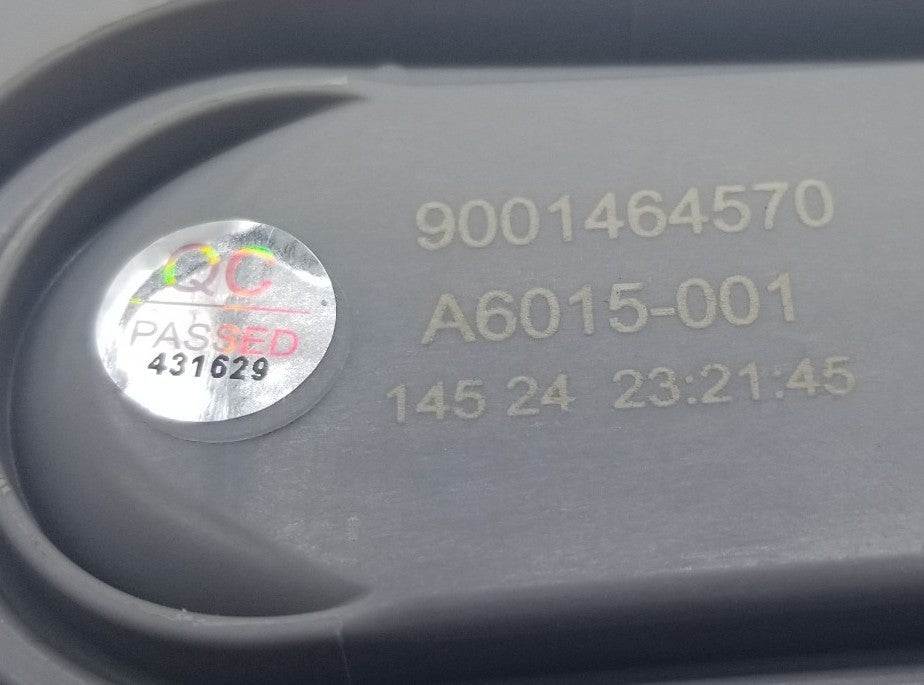 QC
PASSED
431629
9001464570
A6015-001
145 24 23:21:45